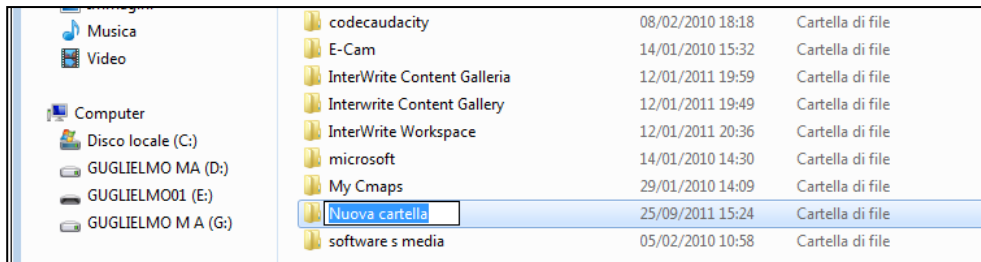 Musica
Video
Computer
Disco locale (C:)
GUGLIELMO MA (D:)
GUGLIELMO01 (E:)
GUGLIELMO M A (G:)
codecaudacity 08/02/2010 18:18 Cartella di file
E-Cam 14/01/2010 15:32 Cartella di file
InterWrite Content Galleria 12/01/2011 19:59 Cartella di file
Interwrite Content Gallery 12/01/2011 19:49 Cartella di file
InterWrite Workspace 12/01/2011 20:36 Cartella di file
microsoft 14/01/2010 14:30 Cartella di file
My Cmaps 29/01/2010 14:09 Cartella di file
Nuova cartella 25/09/2011 15:24 Cartella di file
software s media 05/02/2010 10:58 Cartella di file